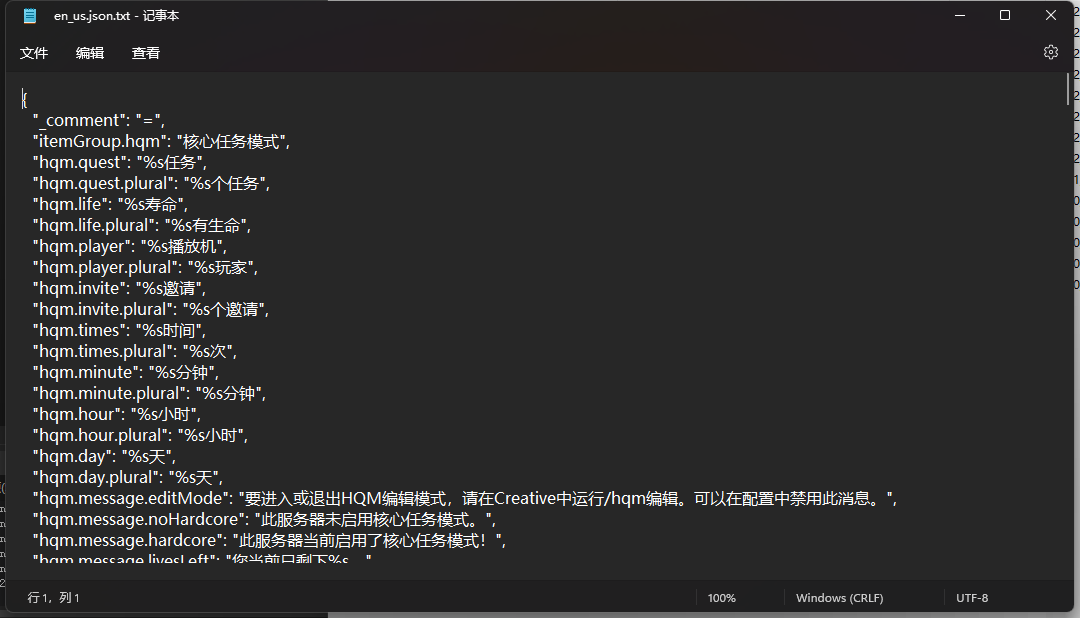 en_us.json.txt - 记事本
文件 编辑 查看
{
"_comment": "=",
"itemGroup.hqm": "核心任务模式",
"hqm.quest": "%s任务",
"hqm.quest.plural": "%s个任务",
"hqm.life": "%s寿命",
"hqm.life.plural": "%s有生命",
"hqm.player": "%s播放机",
"hqm.player.plural": "%s玩家",
"hqm.invite": "%s邀请",
"hqm.invite.plural": "%s个邀请",
"hqm.times": "%s时间",
"hqm.times.plural": "%s次",
"hqm.minute": "%s分钟",
"hqm.minute.plural": "%s分钟",
"hqm.hour": "%s小时",
"hqm.hour.plural": "%s小时",
"hqm.day": "%s天",
"hqm.day.plural": "%s天",
"hqm.message.editMode": "要进入或退出HQM编辑模式，请在Creative中运行/hqm编辑。可以在配置中禁用此消息。",
"hqm.message.noHardcore": "此服务器未启用核心任务模式。",
"hqm.message.hardcore": "此服务器当前启用了核心任务模式！",
"hqm.message.livesLeft": "您当前只剩下%s。"
行 1，列 1 100% Windows (CRLF) UTF-8